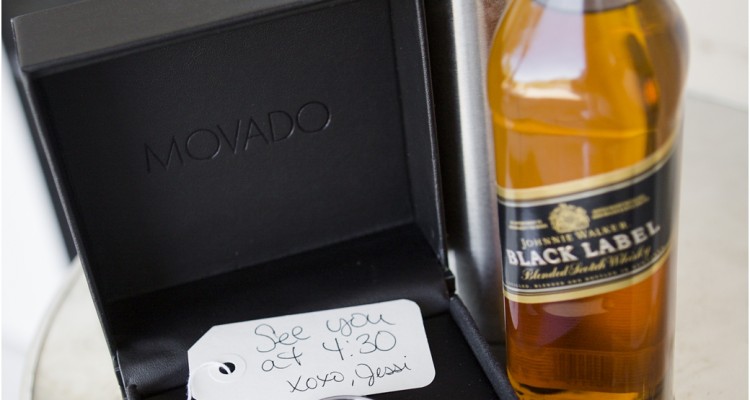 MOVADO
See you
at 4:30
xoxo, Jessi
JOHNNIE WALKER
BLACK LABEL
Blended Scotch Whisky